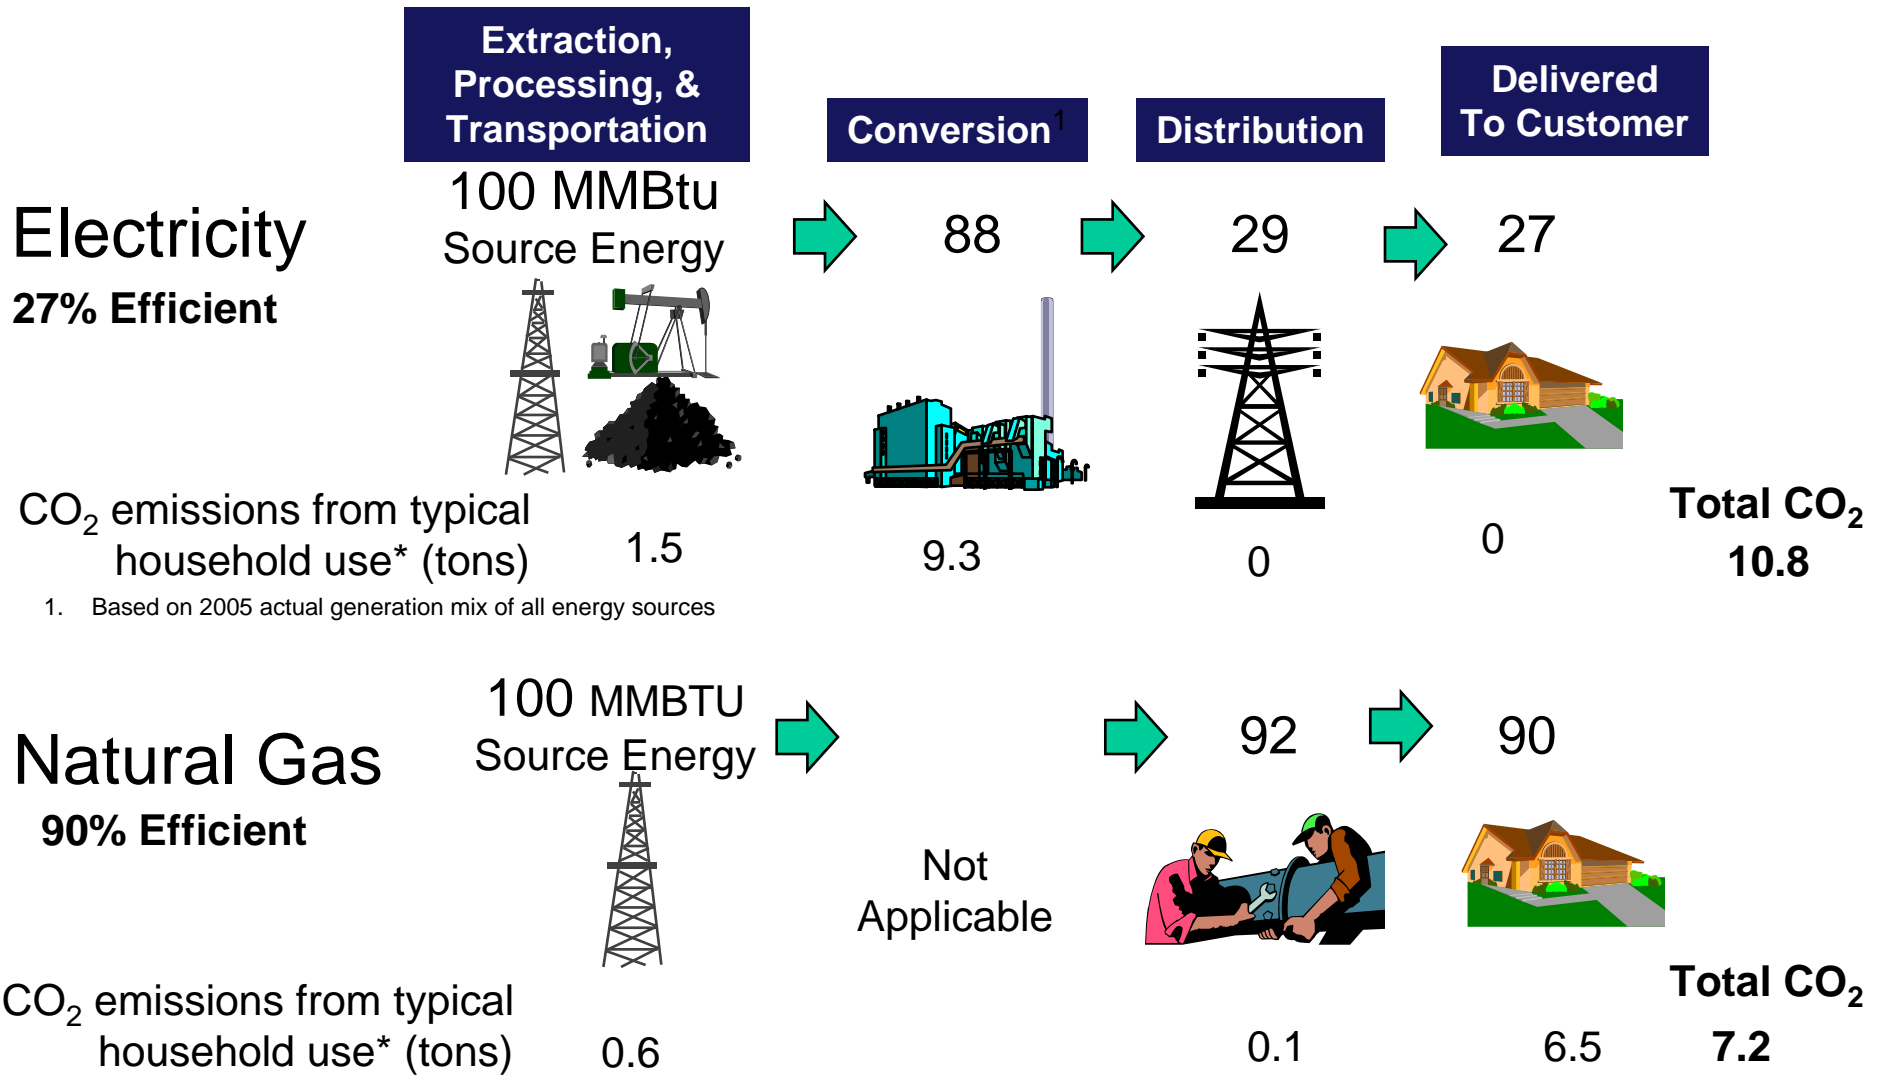 Extraction,
Processing, &
Transportation
Conversion1
Distribution
Delivered
To Customer
Electricity
27% Efficient
100 MMBtu
Source Energy
88
29
27
CO2 emissions from typical
household use* (tons)
1.5
9.3
0
0
Total CO2
10.8
1. Based on 2005 actual generation mix of all energy sources
Natural Gas
90% Efficient
100 MMBTU
Source Energy
Not
Applicable
92
90
CO2 emissions from typical
household use* (tons)
0.6
0.1
6.5
Total CO2
7.2